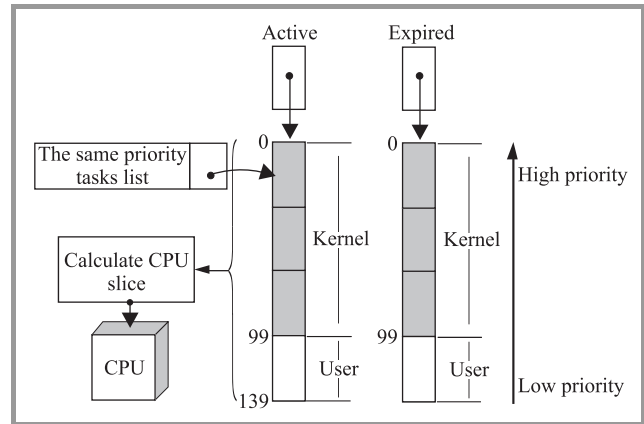 Active
Expired
0
0
The same priority
tasks list
High priority
Kernel
Kernel
Calculate CPU
slice
CPU
99
99
User
User
139
Low priority